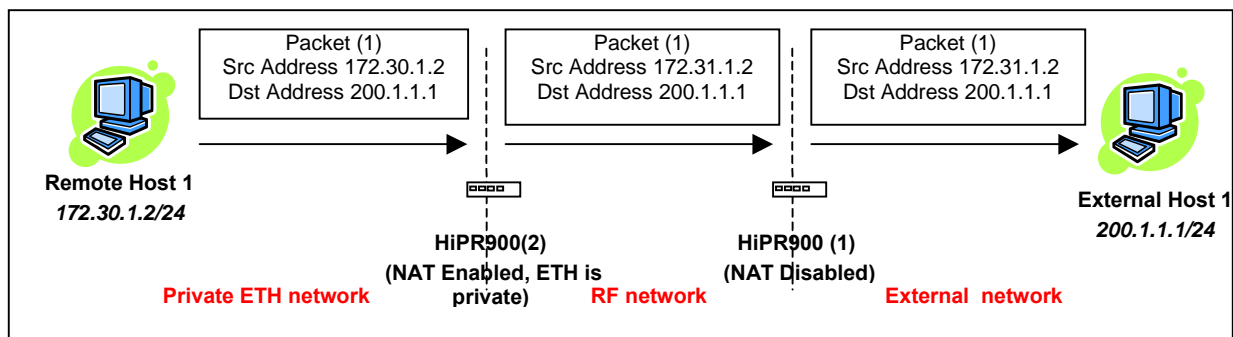 Packet (1)
Src Address 172.30.1.2
Dst Address 200.1.1.1
Packet (1)
Src Address 172.31.1.2
Dst Address 200.1.1.1
Packet (1)
Src Address 172.31.1.2
Dst Address 200.1.1.1
Remote Host 1
172.30.1.2/24
External Host 1
200.1.1.1/24
HiPR900(2)
(NAT Enabled, ETH is
private)
HiPR900 (1)
(NAT Disabled)
Private ETH network
RF network
External network